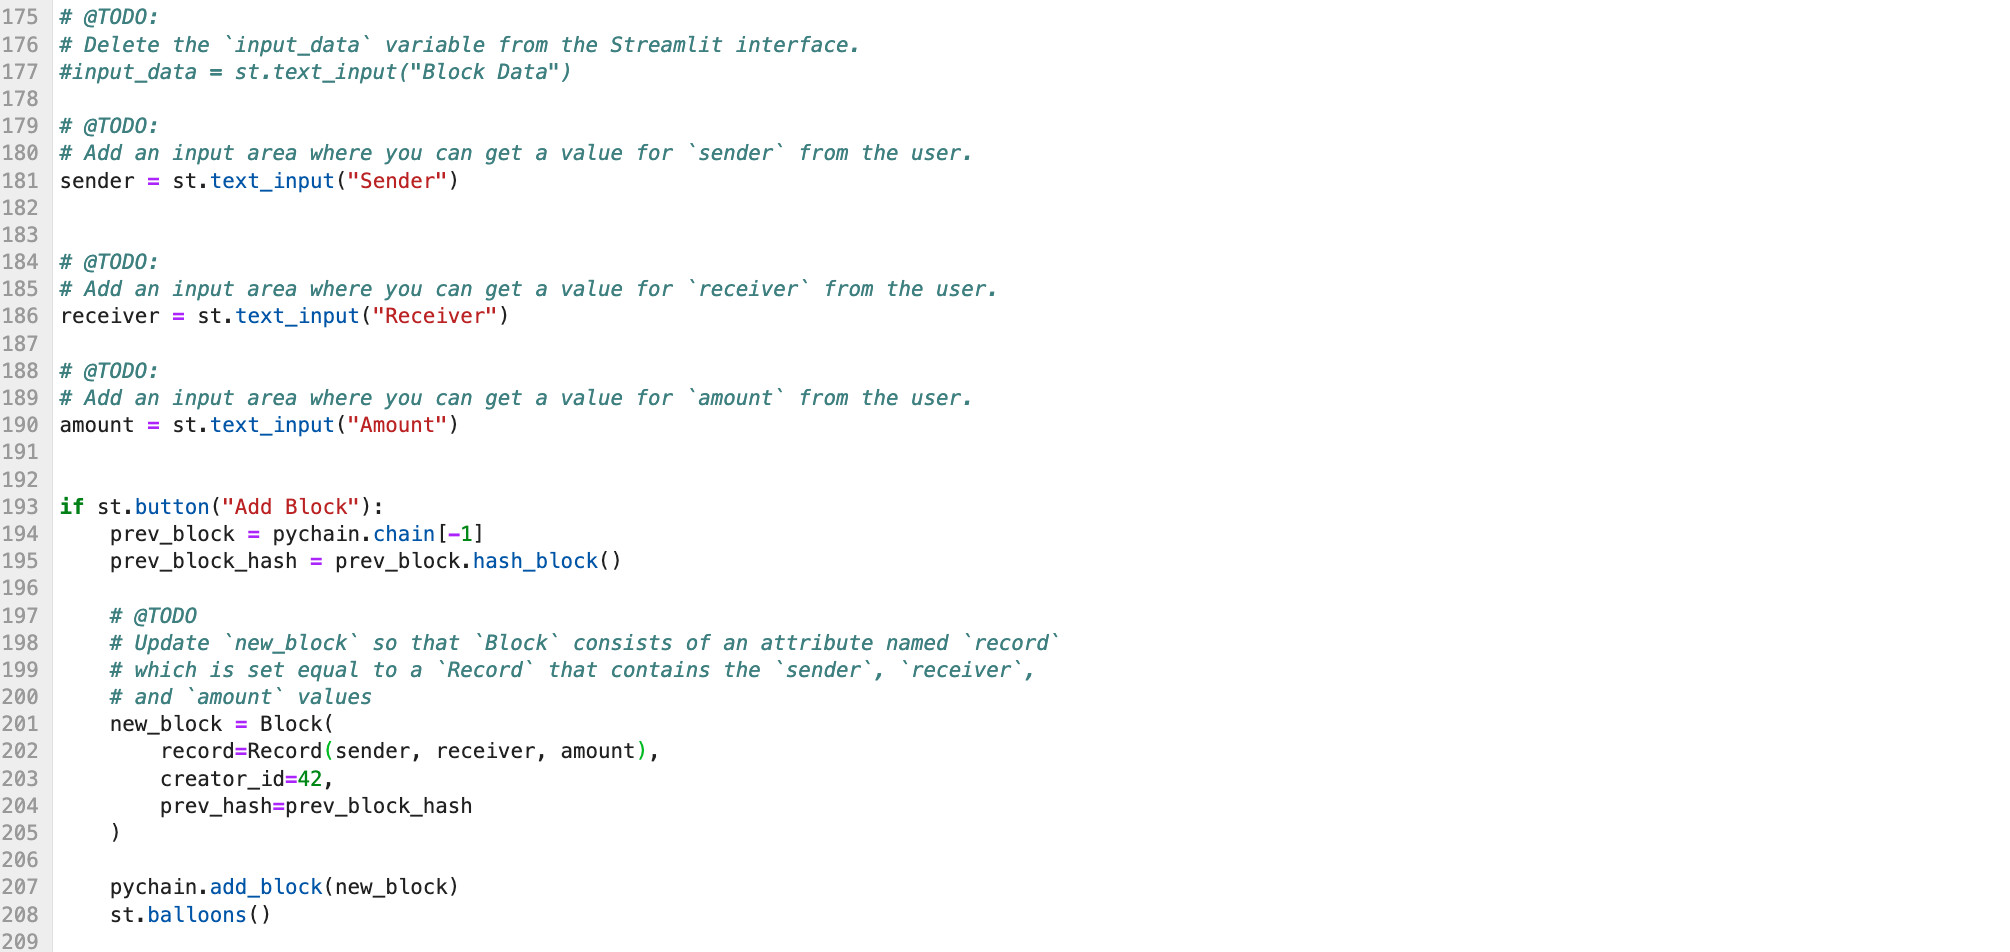 175 # @TODO:
176 # Delete the `input_data` variable from the Streamlit interface.
177 #input_data = st.text_input("Block Data")
178
179 # @TODO:
180 # Add an input area where you can get a value for `sender` from the user.
181 sender = st.text_input("Sender")
182
183
184 # @TODO:
185 # Add an input area where you can get a value for `receiver` from the user.
186 receiver = st.text_input("Receiver")
187
188 # @TODO:
189 # Add an input area where you can get a value for `amount` from the user.
190 amount = st.text_input("Amount")
191
192
193 if st.button("Add Block"):
194     prev_block = pychain.chain[-1]
195     prev_block_hash = prev_block.hash_block()
196
197     # @TODO
198     # Update `new_block` so that `Block` consists of an attribute named `record`
199     # which is set equal to a `Record` that contains the `sender`, `receiver`,
200     # and `amount` values
201     new_block = Block(
202         record=Record(sender, receiver, amount),
203         creator_id=42,
204         prev_hash=prev_block_hash
205     )
206
207     pychain.add_block(new_block)
208     st.balloons()
209